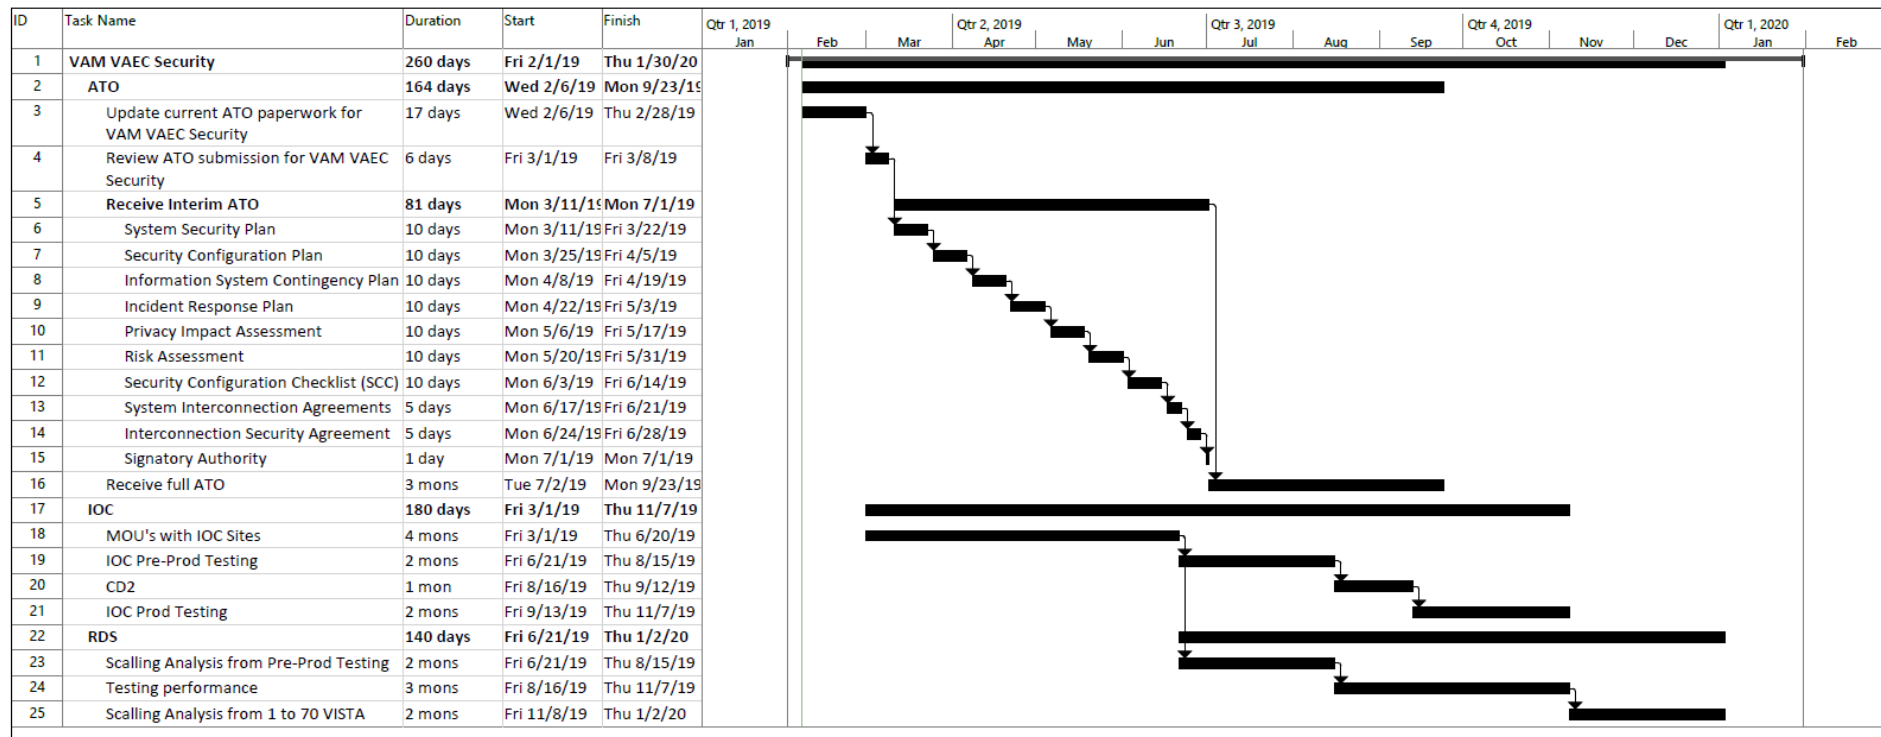 ID Task Name Duration Start Finish Qtr 1, 2019 Qtr 2, 2019 Qtr 3, 2019 Qtr 4, 2019 Qtr 1, 2020
Jan Feb Mar Apr May Jun Jul Aug Sep Oct Nov Dec Jan Feb
1 VAM VAEC Security 260 days Fri 2/1/19 Thu 1/30/20
2 ATO 164 days Wed 2/6/19 Mon 9/23/19
3 Update current ATO paperwork for 17 days Wed 2/6/19 Thu 2/28/19
VAM VAEC Security
4 Review ATO submission for VAM VAEC 6 days Fri 3/1/19 Fri 3/8/19
Security
5 Receive Interim ATO 81 days Mon 3/11/19 Mon 7/1/19
6 System Security Plan 10 days Mon 3/11/19 Fri 3/22/19
7 Security Configuration Plan 10 days Mon 3/25/19 Fri 4/5/19
8 Information System Contingency Plan 10 days Mon 4/8/19 Fri 4/19/19
9 Incident Response Plan 10 days Mon 4/22/19 Fri 5/3/19
10 Privacy Impact Assessment 10 days Mon 5/6/19 Fri 5/17/19
11 Risk Assessment 10 days Mon 5/20/19 Fri 5/31/19
12 Security Configuration Checklist (SCC) 10 days Mon 6/3/19 Fri 6/14/19
13 System Interconnection Agreements 5 days Mon 6/17/19 Fri 6/21/19
14 Interconnection Security Agreement 5 days Mon 6/24/19 Fri 6/28/19
15 Signatory Authority 1 day Mon 7/1/19 Mon 7/1/19
16 Receive full ATO 3 mons Tue 7/2/19 Mon 9/23/19
17 IOC 180 days Fri 3/1/19 Thu 11/7/19
18 MOU's with IOC Sites 4 mons Fri 3/1/19 Thu 6/20/19
19 IOC Pre-Prod Testing 2 mons Fri 6/21/19 Thu 8/15/19
20 CD2 1 mon Fri 8/16/19 Thu 9/12/19
21 IOC Prod Testing 2 mons Fri 9/13/19 Thu 11/7/19
22 RDS 140 days Fri 6/21/19 Thu 1/2/20
23 Scalling Analysis from Pre-Prod Testing 2 mons Fri 6/21/19 Thu 8/15/19
24 Testing performance 3 mons Fri 8/16/19 Thu 11/7/19
25 Scalling Analysis from 1 to 70 VISTA 2 mons Fri 11/8/19 Thu 1/2/20